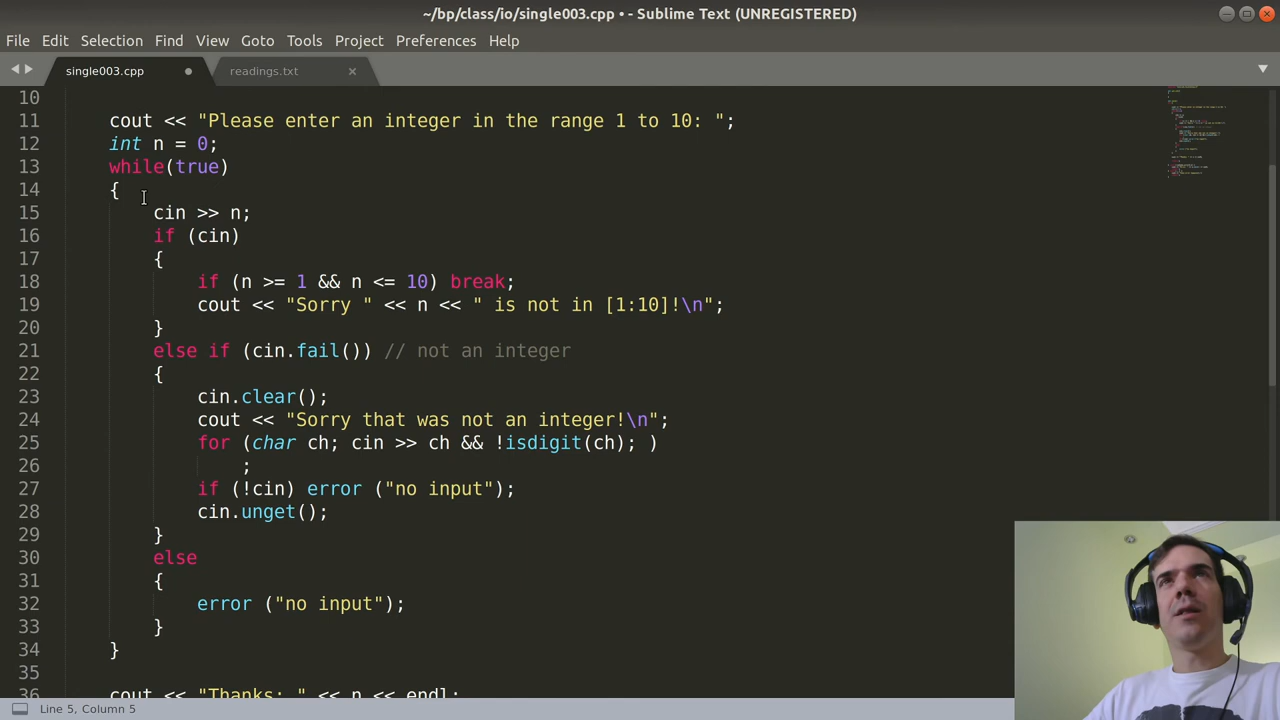 ~/bp/class/io/single003.cpp • - Sublime Text (UNREGISTERED)
File Edit Selection Find View Goto Tools Project Preferences Help
single003.cpp readings.txt
10
11 cout << "Please enter an integer in the range 1 to 10: ";
12 int n = 0;
13 while(true)
14 {
15 cin >> n;
16 if (cin)
17 {
18 if (n >= 1 && n <= 10) break;
19 cout << "Sorry " << n << " is not in [1:10]!\n";
20 }
21 else if (cin.fail()) // not an integer
22 {
23 cin.clear();
24 cout << "Sorry that was not an integer!\n";
25 for (char ch; cin >> ch && !isdigit(ch); )
26 ;
27 if (!cin) error ("no input");
28 cin.unget();
29 }
30 else
31 {
32 error ("no input");
33 }
34 }
35
36 cout << "Thanks: " << n << endl;
Line 5, Column 5